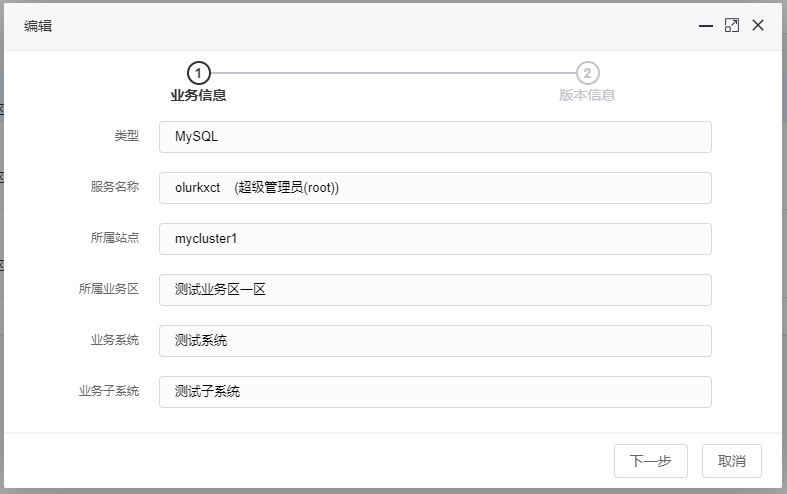 编辑
1
2
业务信息
版本信息
类型
MySQL
服务名称
olurkxct (超级管理员(root))
所属站点
mycluster1
所属业务区
测试业务区一区
业务系统
测试系统
业务子系统
测试子系统
下一步
取消